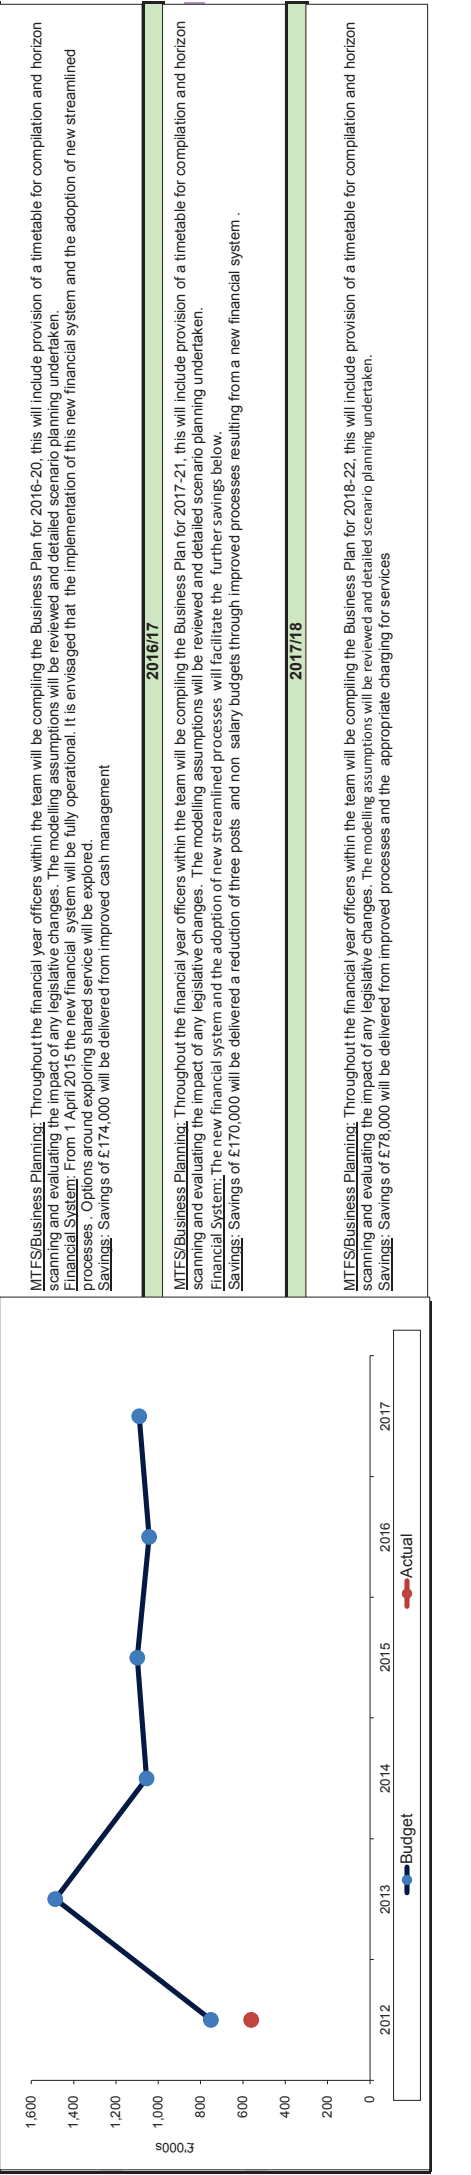 MTFS/Business Planning: Throughout the financial year officers within the team will be compiling the Business Plan for 2016-20, this will include provision of a timetable for compilation and horizon
scanning and evaluating the impact of any legislative changes. The modelling assumptions will be reviewed and detailed scenario planning undertaken.
Financial System: From 1 April 2015 the new financial system will be fully operational. It is envisaged that the implementation of this new financial system and the adoption of new streamlined
processes . Options around exploring shared service will be explored.
Savings: Savings of £174,000 will be delivered from improved cash management
2016/17
MTFS/Business Planning: Throughout the financial year officers within the team will be compiling the Business Plan for 2017-21, this will include provision of a timetable for compilation and horizon
scanning and evaluating the impact of any legislative changes. The modelling assumptions will be reviewed and detailed scenario planning undertaken.
Financial System: The new financial system and the adoption of new streamlined processes will facilitate the further savings below.
Savings: Savings of £170,000 will be delivered a reduction of three posts and non salary budgets through improved processes resulting from a new financial system .
2017/18
MTFS/Business Planning: Throughout the financial year officers within the team will be compiling the Business Plan for 2018-22, this will include provision of a timetable for compilation and horizon
scanning and evaluating the impact of any legislative changes. The modelling assumptions will be reviewed and detailed scenario planning undertaken.
Savings: Savings of £78,000 will be delivered from improved processes and the appropriate charging for services
1,600
1,400
1,200
1,000
800
600
400
200
0
£'000s
2012 2013 2014 2015 2016 2017
Budget Actual